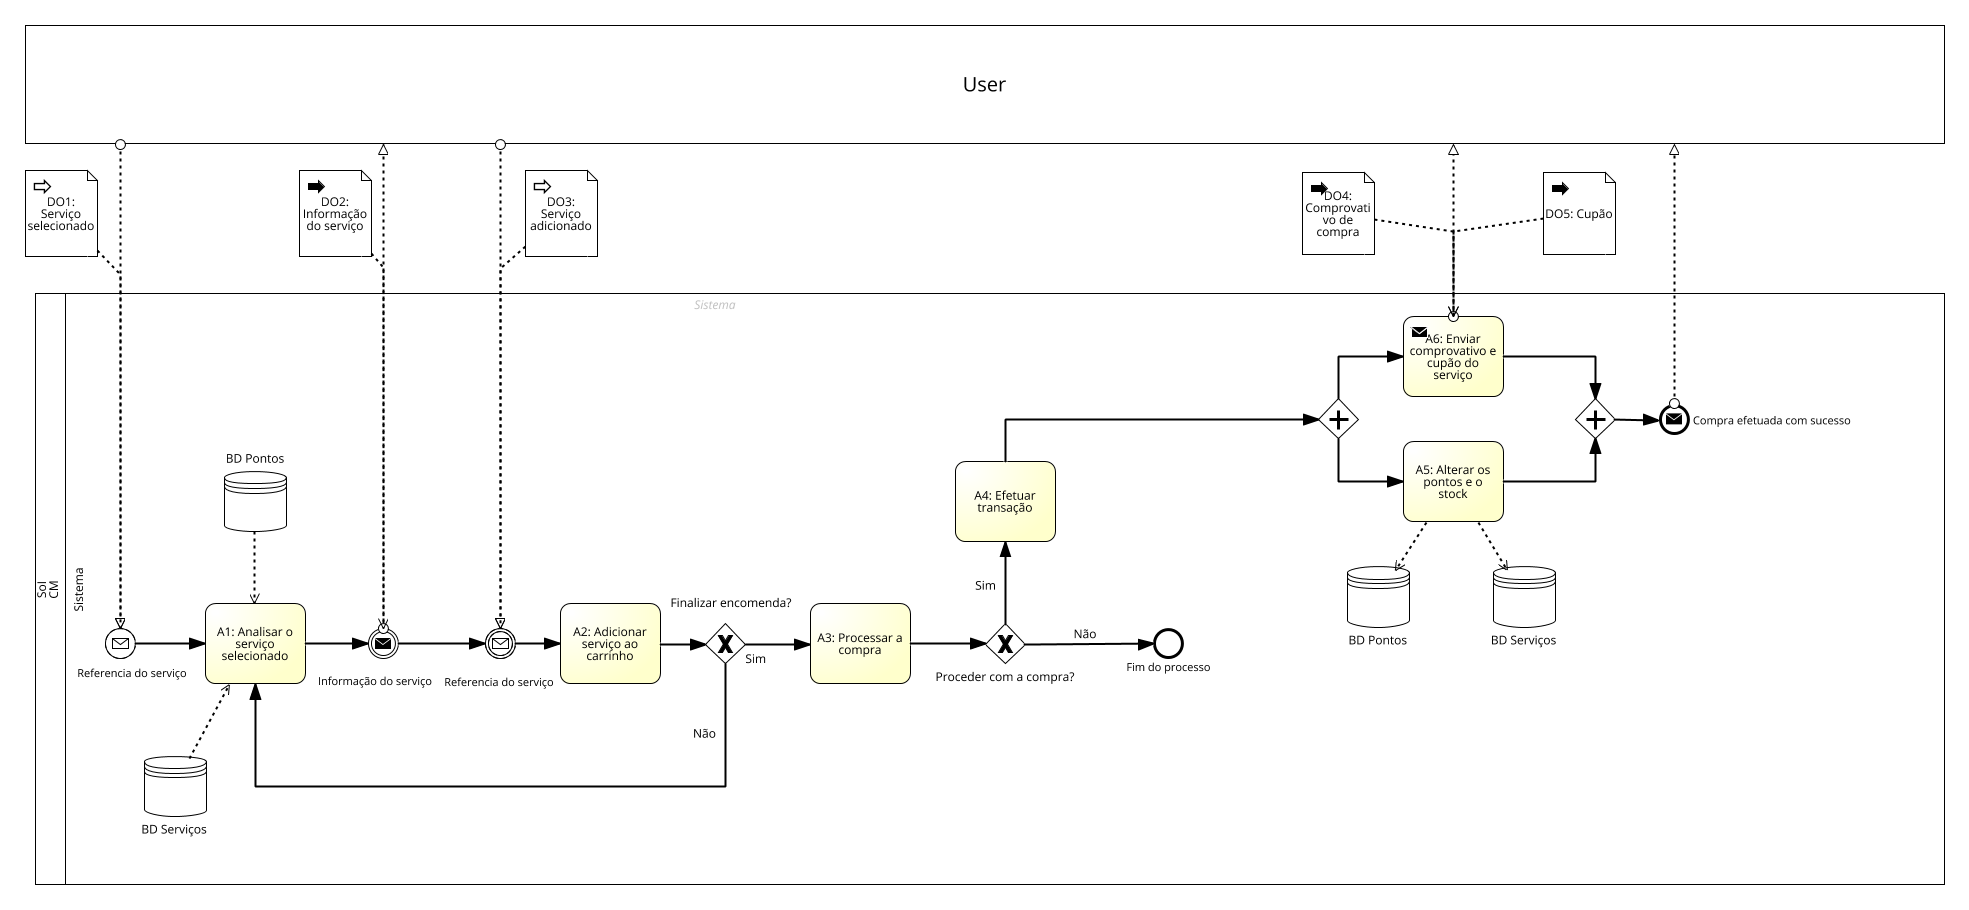 User
DO1:
Serviço
selecionado
DO2:
Informação
do serviço
DO3:
Serviço
adicionado
DO4:
Comprovati
vo de
compra
DO5: Cupão
Sistema
Sol
CM
Sistema
A6: Enviar
comprovativo e
cupão do
serviço
Compra efetuada com sucesso
BD Pontos
A4: Efetuar
transação
A5: Alterar os
pontos e o
stock
Sim
BD Pontos
BD Serviços
Finalizar encomenda?
Referencia do serviço
A1: Analisar o
serviço
selecionado
Informação do serviço
Referencia do serviço
A2: Adicionar
serviço ao
carrinho
Sim
A3: Processar a
compra
Proceder com a compra?
Não
Fim do processo
Não
BD Serviços